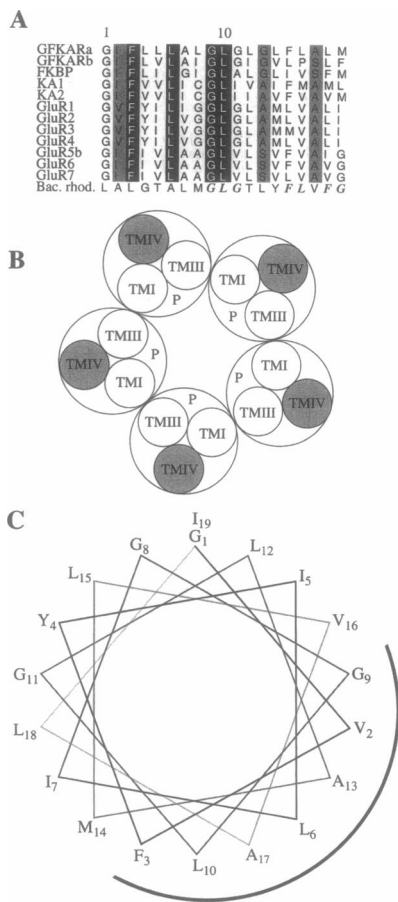 A
1 10
GFKARa G I F L L L A L G L G L G L F L A L M
GFKARb G I F L V L A I G L G I G V L P S L F
FKBP G I F L I L G I G L A L G L I V S F M
KA1 G I F V V L I C G L I V A I F M A M L
KA2 G I F V V L I C G L I I A V F V A V M
GluR1 G V F Y I L I G G L G L A M L V A L I
GluR2 G V F Y I L V G G L G L A M L V A L I
GluR3 G V F Y I L I G G L G L A M M V A L I
GluR4 G V F Y I L V G G L G L A M L V A L I
GluR5b G I F I V L A A G L V L S V F V A I G
GluR6 G I F I V L A A G L V L S V F V A V G
GluR7 G I F I V L A A G L V L S V F V A V G
Bac. rhod. L A L G T A L M G L G T L Y F L V F G
B
TMIV TMIII TMI P
TMI TMIV P TMIII
TMIII P TMIV TMI
TMI P TMIII TMIV
P TMIII TMI TMIV
C
I19
G1
G8 L12
L15 I5
Y4 V16
G11 G9
L18 V2
I7 A13
M14 L6
F3 A17
L10